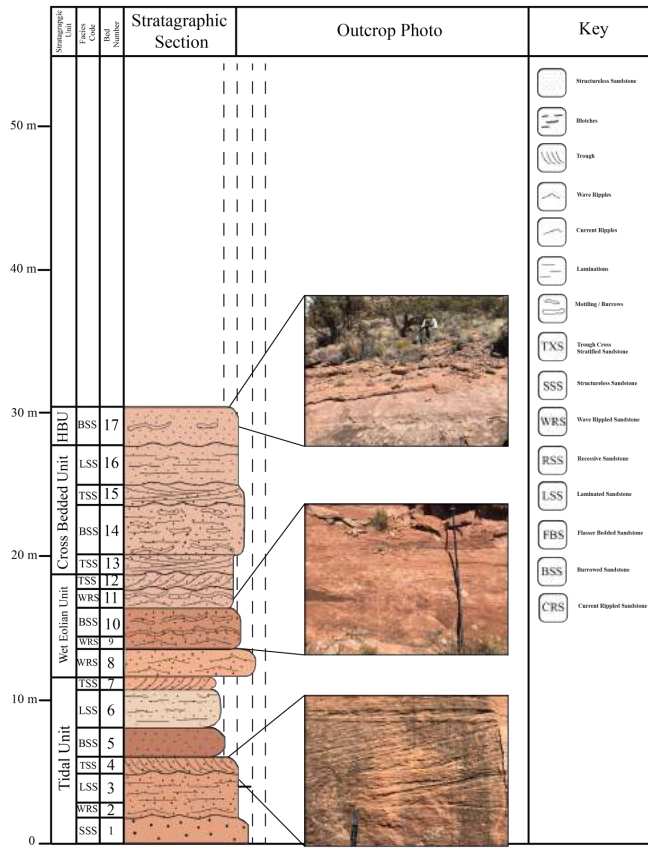 Stratagrapgic
Unit
Facies
Code
Bed
Number
Stratagraphic
Section
Outcrop Photo
Key
50 m
40 m
30 m
20 m
10 m
0
HBU
Cross Bedded Unit
Wet Eolian Unit
Tidal Unit
BSS 17
LSS 16
TSS 15
BSS 14
TSS 13
TSS 12
WRS 11
BSS 10
WRS 9
WRS 8
TSS 7
LSS 6
BSS 5
TSS 4
LSS 3
WRS 2
SSS 1
Structureless Sandstone
Blotches
Trough
Wave Ripples
Current Ripples
Laminations
Mottling / Burrows
TXS Trough Cross
Stratified Sandstone
SSS Structureless Sandstone
WRS Wave Rippled Sandstone
RSS Recessive Sandstone
LSS Laminated Sandstone
FBS Flasser Bedded Sandstone
BSS Burrowed Sandstone
CRS Current Rippled Sandstone